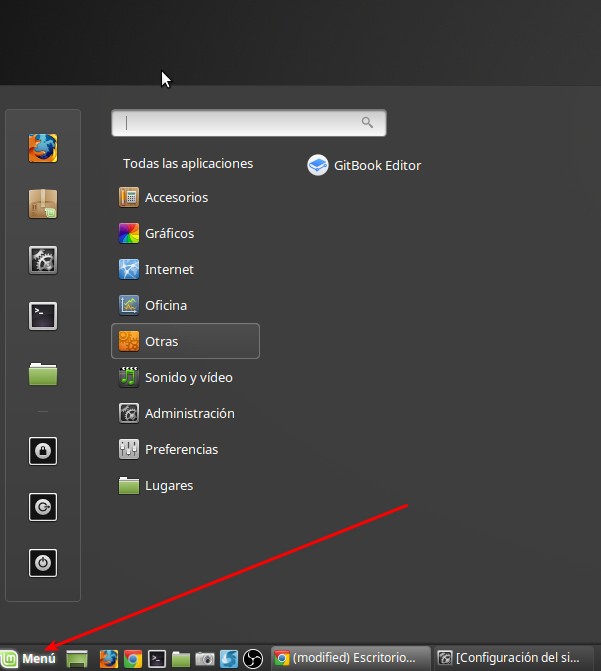 Todas las aplicaciones
GitBook Editor
Accesorios
Gráficos
Internet
Oficina
Otras
Sonido y vídeo
Administración
Preferencias
Lugares
Menú
(modified) Escritorio...
[Configuración del si...